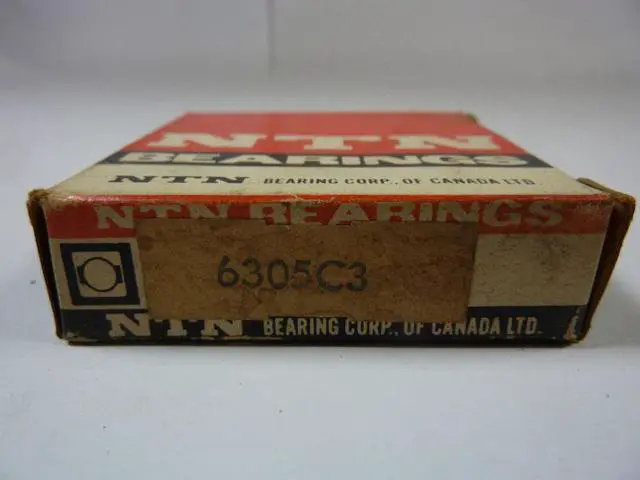 NTN
BEARINGS
NTN BEARING CORP., OF CANADA LTD.
NTN BEARINGS
6305C3
NTN BEARING CORP., OF CANADA LTD.